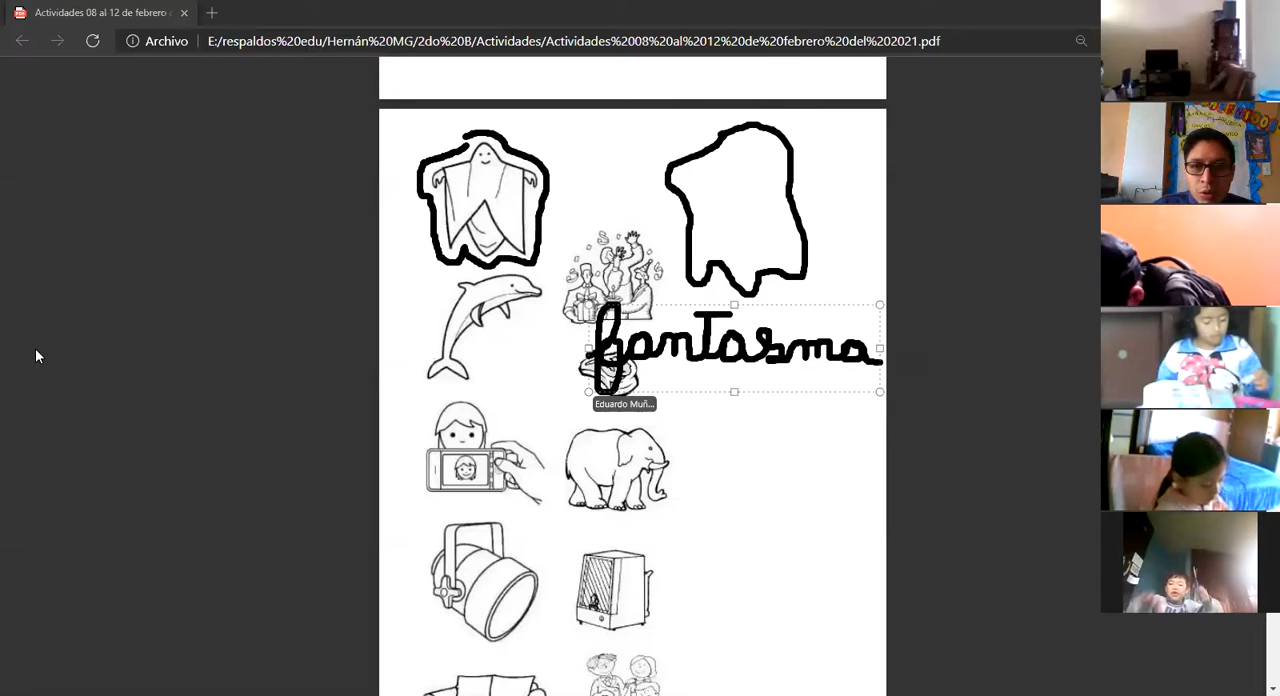 Actividades 08 al 12 de febrero
Archivo
E:/respaldos%20edu/Hernán%20MG/2do%20B/Actividades/Actividades%2008%20al%2012%20de%20febrero%20del%202021.pdf
fantasma
Eduardo Muñ...